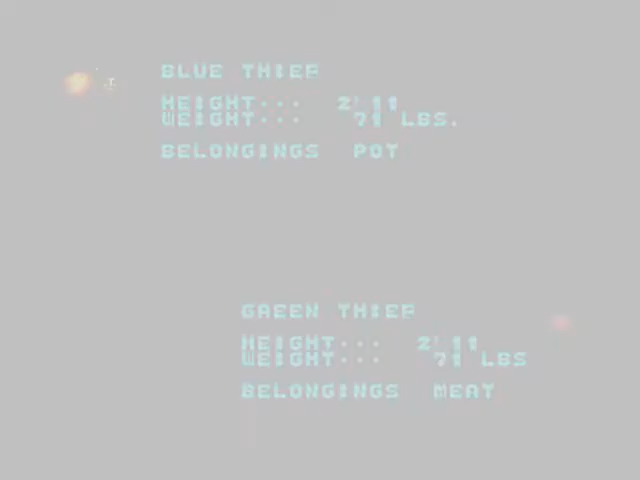 BLUE THIEF
HEIGHT··· 2'11
WEIGHT··· 71 LBS.
BELONGINGS POT
GREEN THIEF
HEIGHT··· 2'11
WEIGHT··· 71 LBS
BELONGINGS MEAT